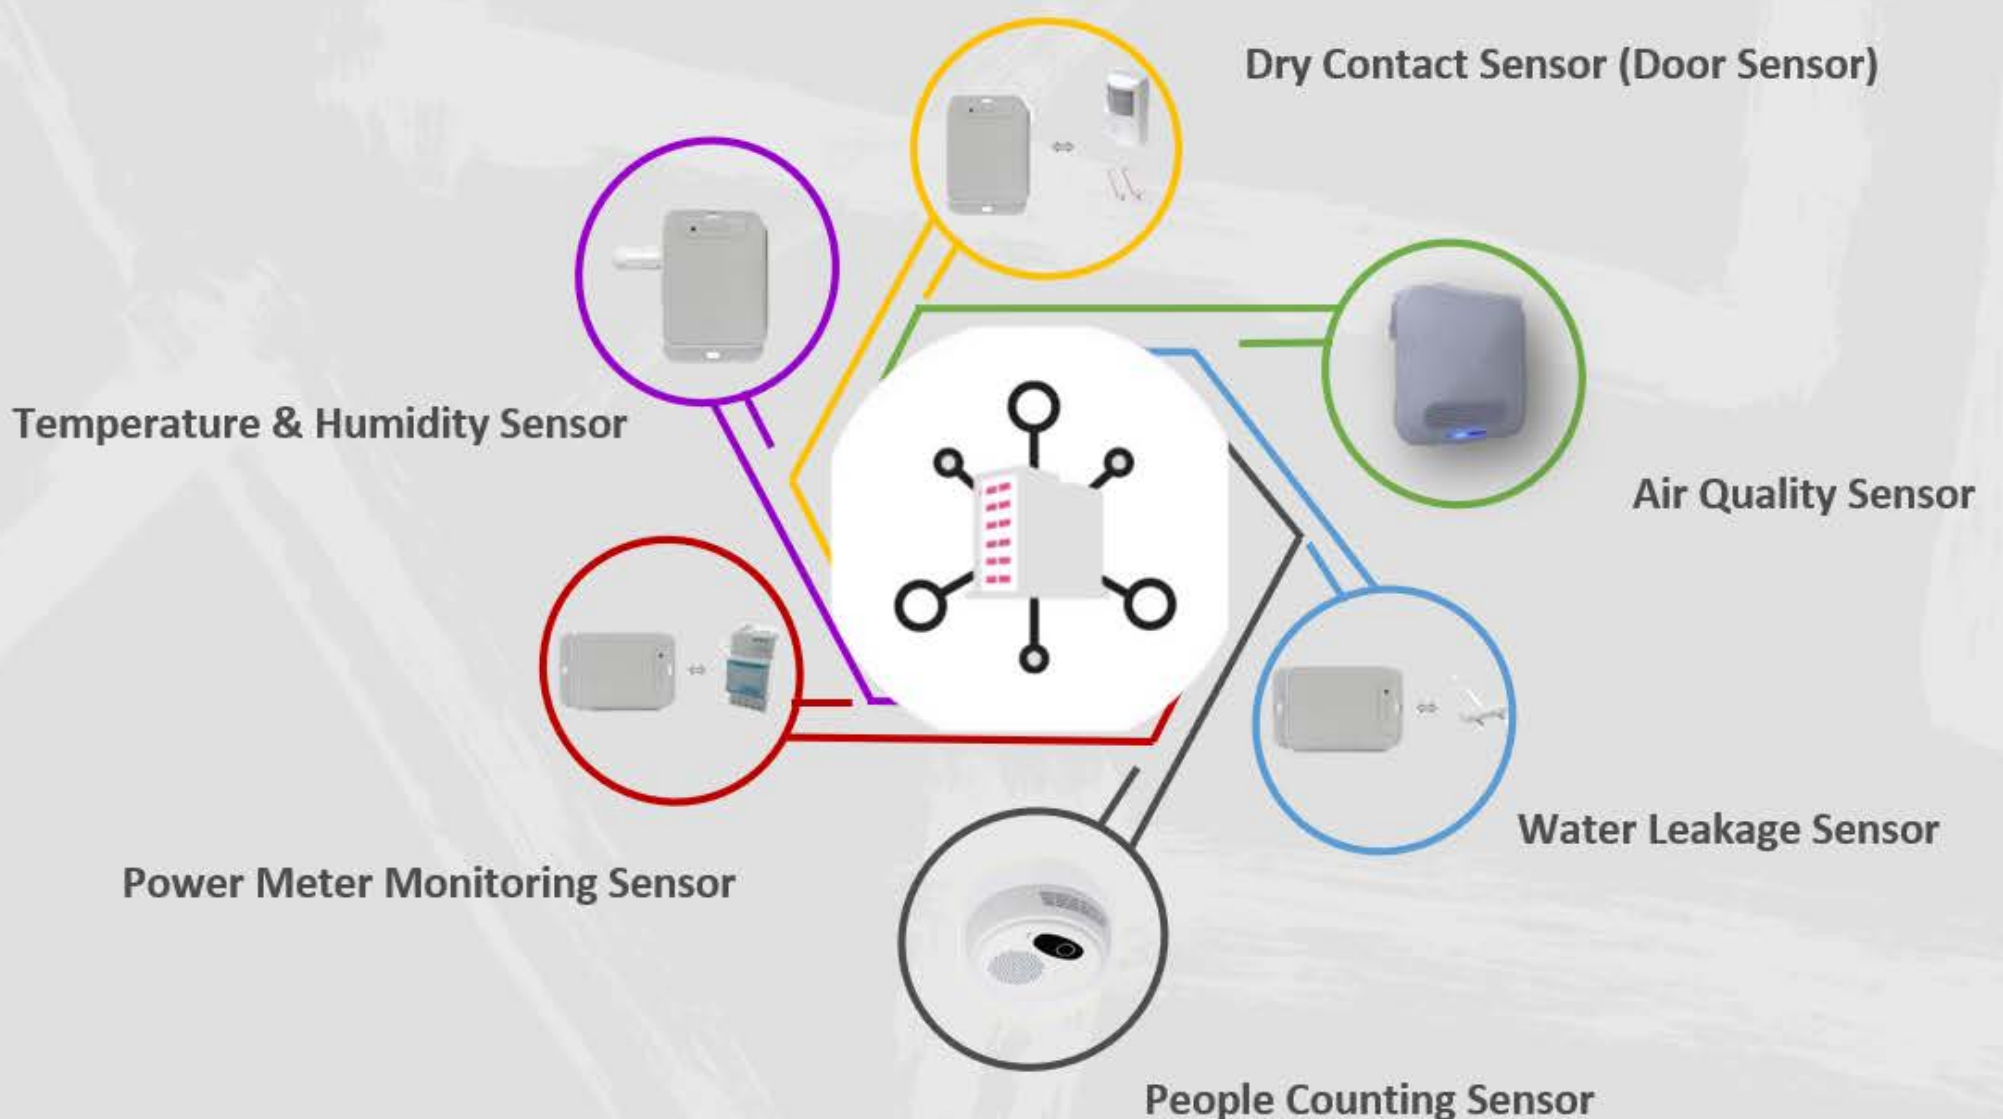 Dry Contact Sensor (Door Sensor)
Temperature & Humidity Sensor
Air Quality Sensor
Water Leakage Sensor
Power Meter Monitoring Sensor
People Counting Sensor